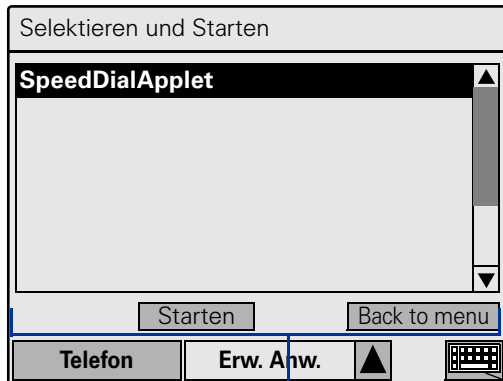 Selektieren und Starten
SpeedDialApplet
Starten Back to menu
Telefon Erw. Anw.